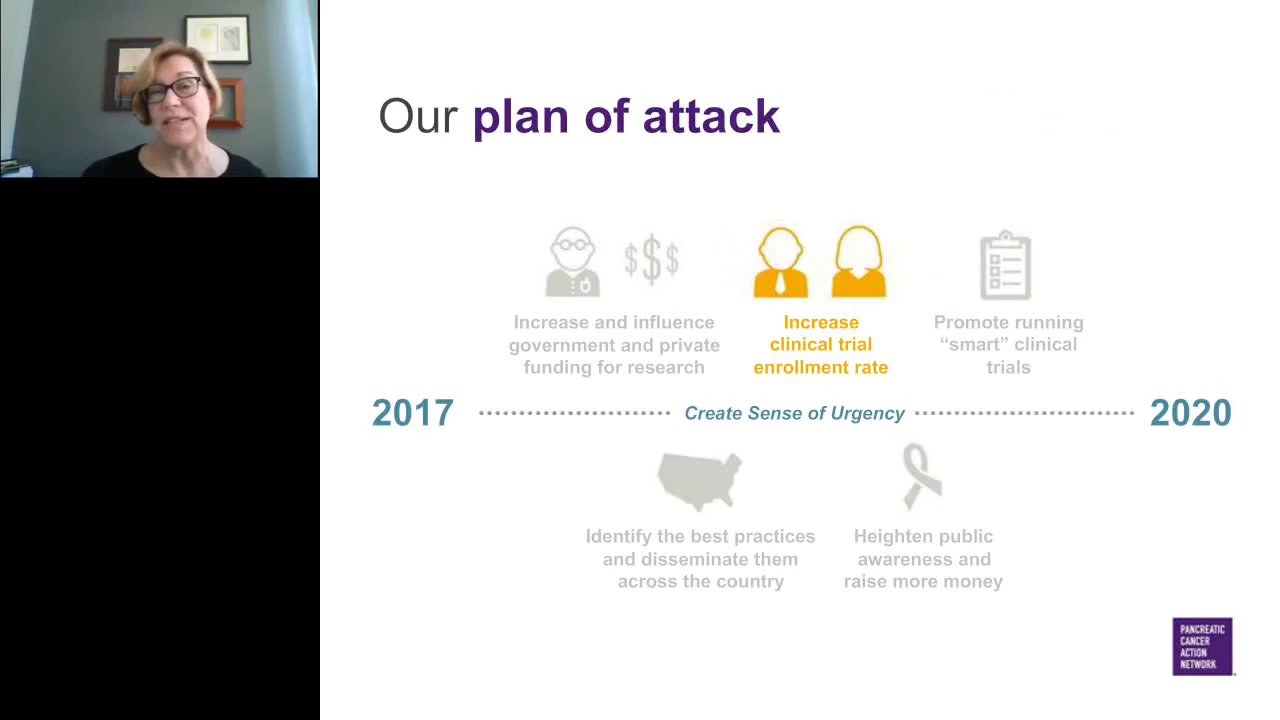 Our plan of attack
$$$
Increase and influence
government and private
funding for research
Increase
clinical trial
enrollment rate
Promote running
“smart” clinical
trials
2017
Create Sense of Urgency
2020
Identify the best practices
and disseminate them
across the country
Heighten public
awareness and
raise more money
PANCREATIC
CANCER
ACTION
NETWORK